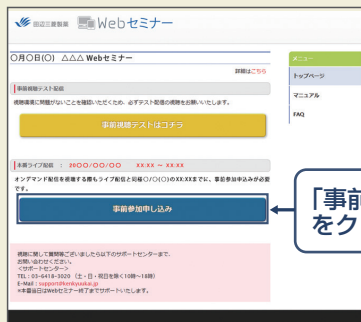 田辺三菱製薬 Webセミナー
〇月〇日(〇) △△△ Webセミナー
詳細はこちら
事前視聴テスト配信
視聴環境に問題がないことを確認いただくため、必ずテスト配信の視聴をお願いいたします。
事前視聴テストはコチラ
本番ライブ配信 : 20〇〇/〇〇/〇〇 XX:XX ～ XX:XX
オンデマンド配信を視聴する際もライブ配信と同様〇/〇(〇)のXX:XXまでに、事前参加申込みが必要
です。
事前参加申し込み
視聴に関して質問等ございましたら以下のサポートセンターまで、
お問い合わせください。
<サポートセンター>
TEL : 03-6418-3020 (土・日・祝日を除く10時～18時)
E-Mail : support@kenkyuukai.jp
※本番当日はWebセミナー終了までサポートいたします。
メニュー
トップページ
マニュアル
FAQ
「事前
をク